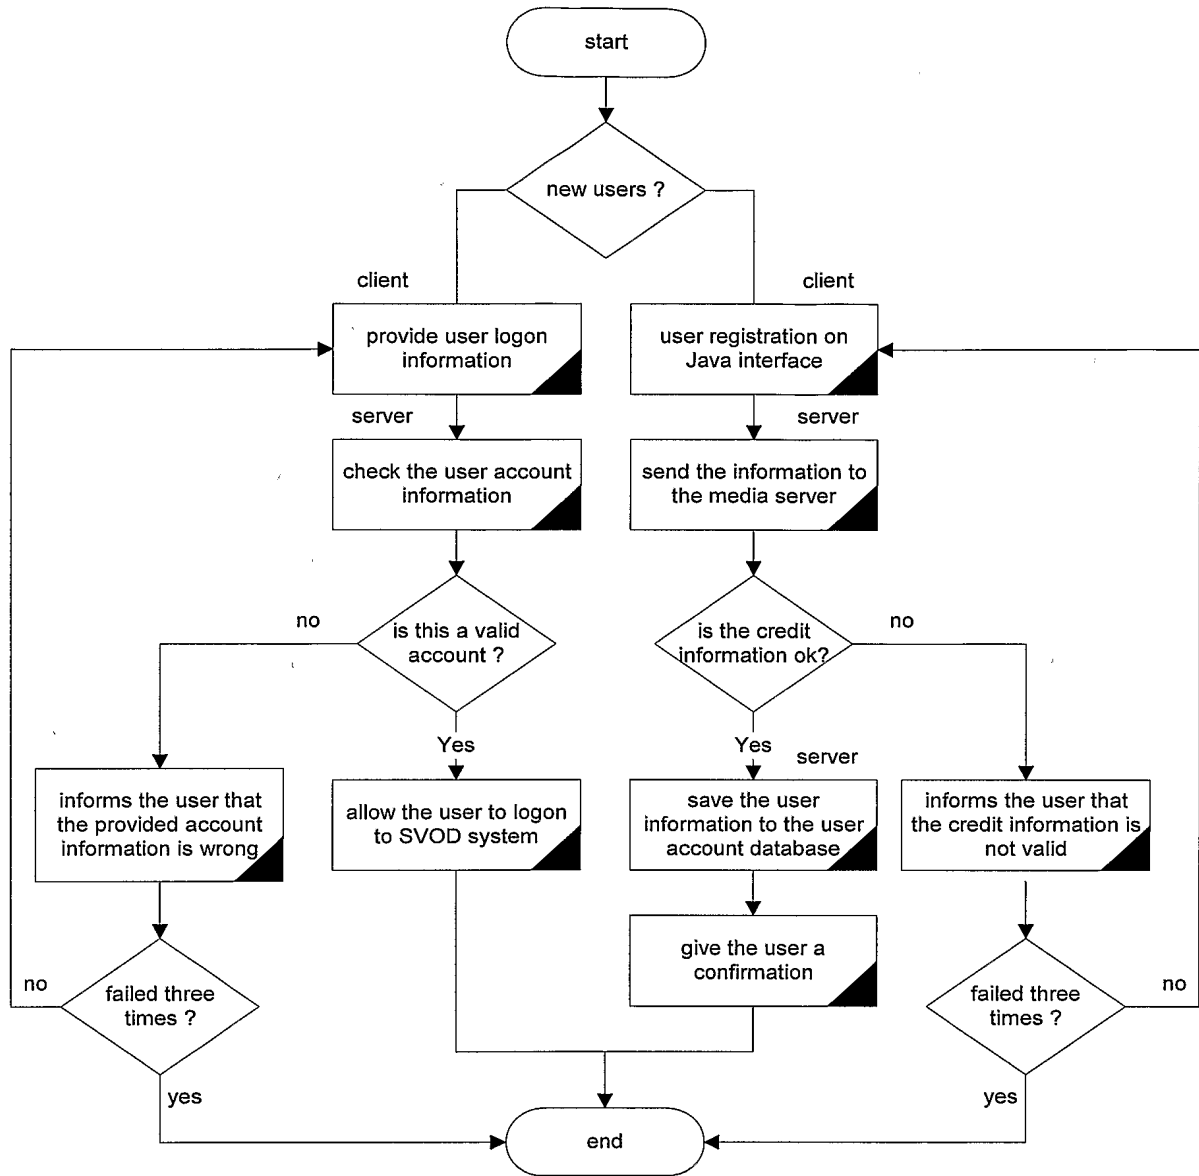 start
new users ?
client
client
provide user logon
information
user registration on
Java interface
server
server
check the user account
information
send the information to
the media server
no
is this a valid
account ?
is the credit
information ok?
no
Yes
Yes
server
informs the user that
the provided account
information is wrong
allow the user to logon
to SVOD system
save the user
information to the user
account database
informs the user that
the credit information is
not valid
give the user a
confirmation
no
failed three
times ?
failed three
times ?
no
yes
yes
end